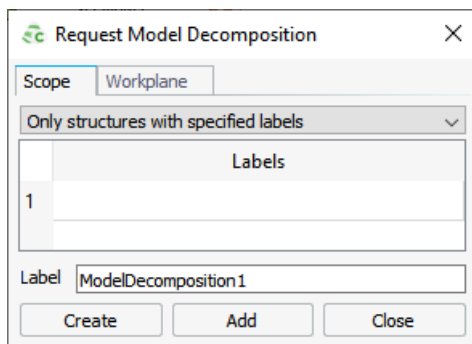 Request Model Decomposition
Scope Workplane
Only structures with specified labels
Labels
1
Label ModelDecomposition1
Create Add Close